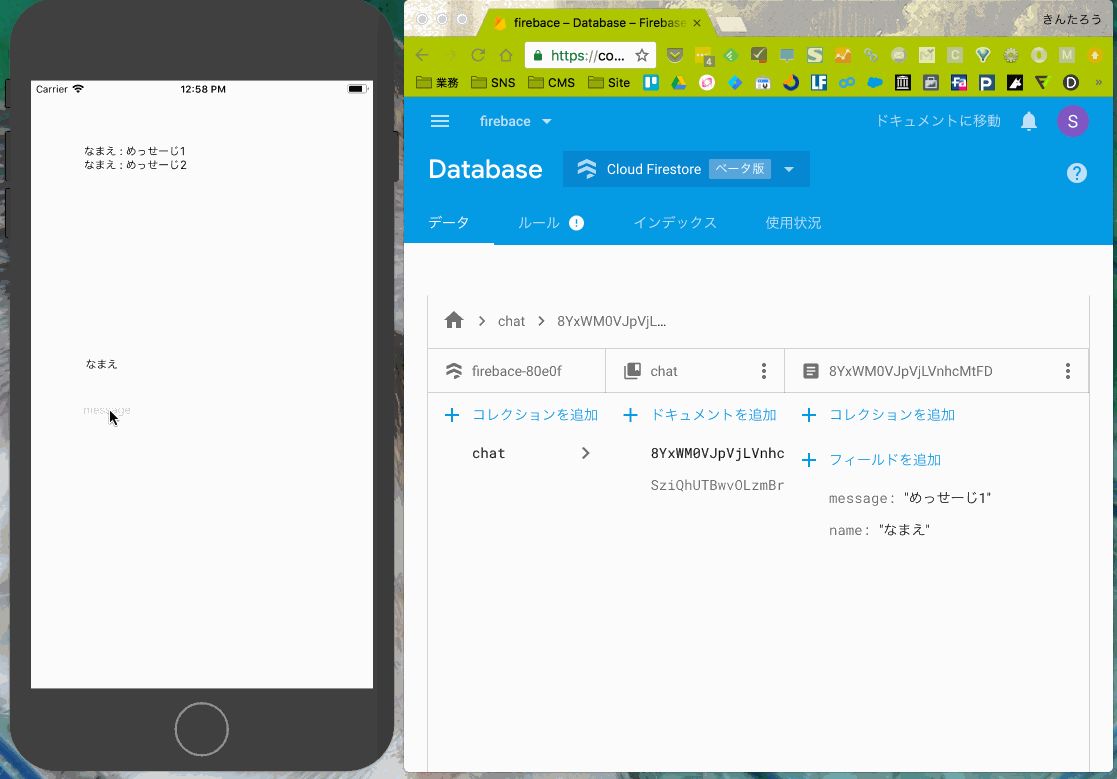 Carrier
12:58 PM
なまえ : めっせーじ1
なまえ : めっせーじ2
なまえ
message
firebace – Database – Firebase
きんたろう
https://co...
4
業務
SNS
CMS
Site
firebace
ドキュメントに移動
S
Database
Cloud Firestore
ベータ版
データ
ルール
インデックス
使用状況
chat
8YxWM0VJpVjL...
firebase-80e0f
chat
8YxWM0VJpVjLVnhcMtFD
コレクションを追加
ドキュメントを追加
コレクションを追加
chat
8YxWM0VJpVjLVnhc
フィールドを追加
SziQhUTBwvOLzmBr
message: "めっせーじ1"
name: "なまえ"